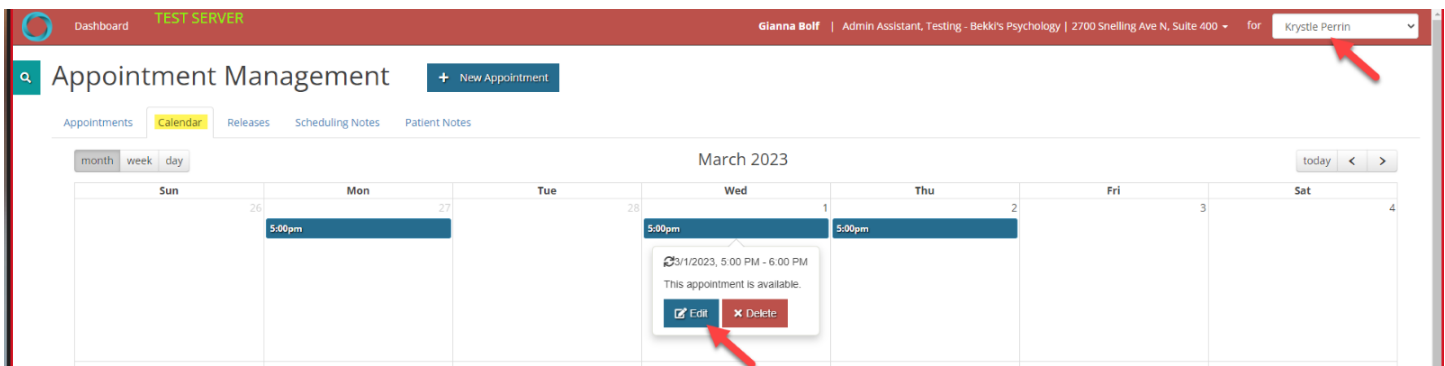 Dashboard
TEST SERVER
Gianna Bolf | Admin Assistant, Testing - Bekki's Psychology | 2700 Snelling Ave N, Suite 400
for
Krystle Perrin
Appointment Management
+ New Appointment
Appointments Calendar Releases Scheduling Notes Patient Notes
month week day
March 2023
today < >
Sun Mon Tue Wed Thu Fri Sat
26 27 28 1 2 3 4
5:00pm 5:00pm 5:00pm
3/1/2023, 5:00 PM - 6:00 PM
This appointment is available.
Edit × Delete